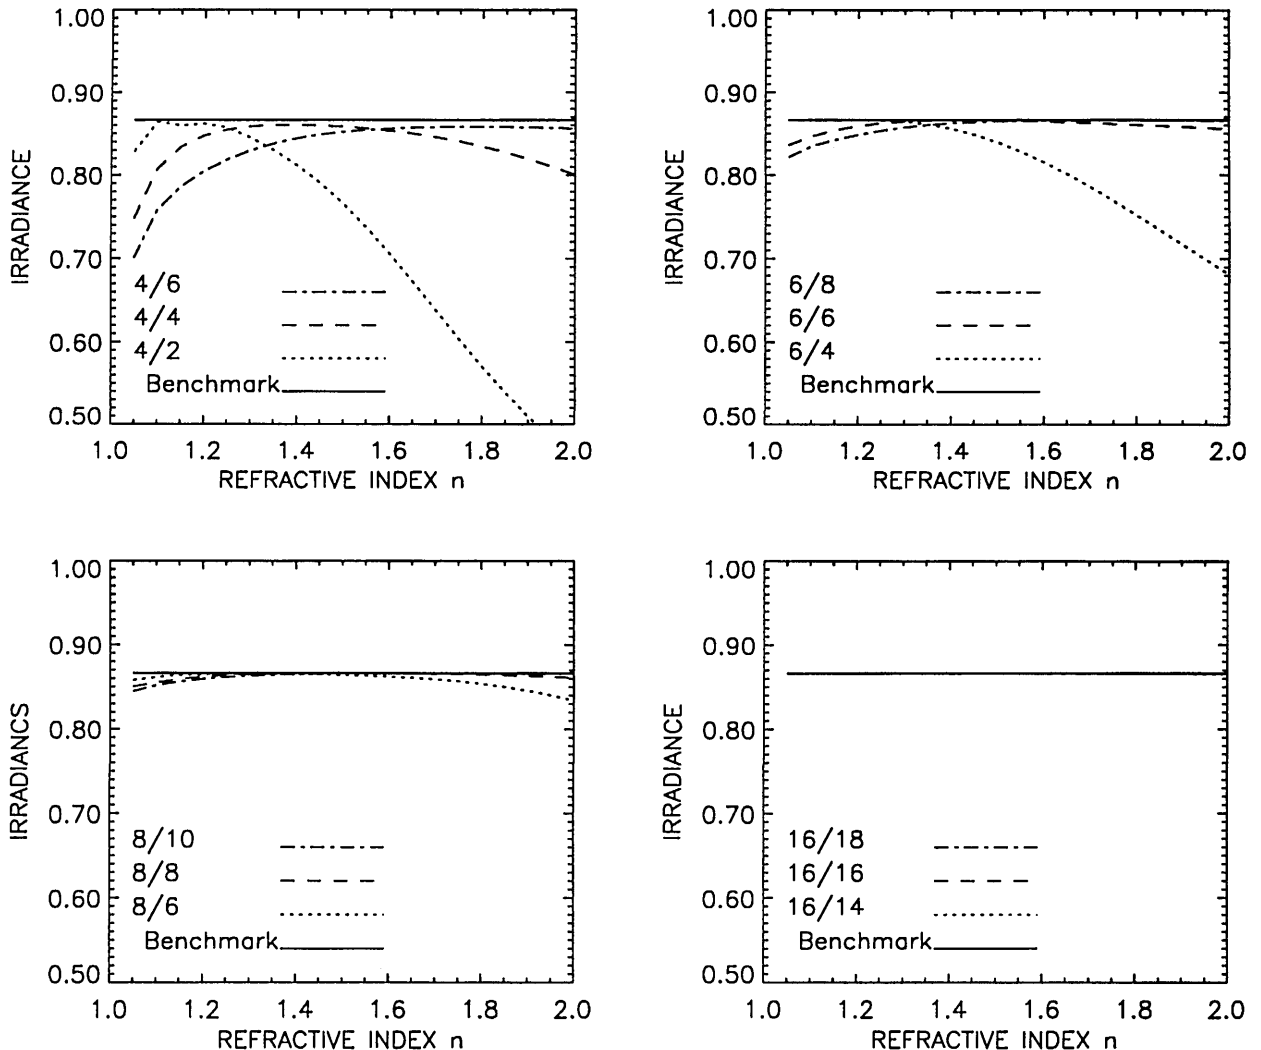 1.00
0.90
0.80
0.70
0.60
0.50
IRRADIANCE
4/6
4/4
4/2
Benchmark
1.0 1.2 1.4 1.6 1.8 2.0
REFRACTIVE INDEX n
1.00
0.90
0.80
0.70
0.60
0.50
IRRADIANCE
6/8
6/6
6/4
Benchmark
1.0 1.2 1.4 1.6 1.8 2.0
REFRACTIVE INDEX n
1.00
0.90
0.80
0.70
0.60
0.50
IRRADIANCS
8/10
8/8
8/6
Benchmark
1.0 1.2 1.4 1.6 1.8 2.0
REFRACTIVE INDEX n
1.00
0.90
0.80
0.70
0.60
0.50
IRRADIANCE
16/18
16/16
16/14
Benchmark
1.0 1.2 1.4 1.6 1.8 2.0
REFRACTIVE INDEX n